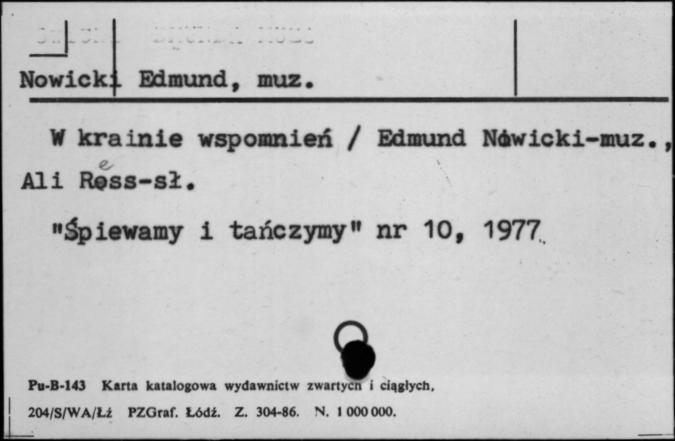 Nowicki Edmund, muz.
W krainie wspomnień / Edmund Nowicki-muz.,
Ali Ress-sł.
"Śpiewamy i tańczymy" nr 10, 1977.
Pu-B-143 Karta katalogowa wydawnictw zwartych i ciągłych,
204/S/WA/Łź PZGraf. Łódź. Z. 304-86. N. 1 000 000.